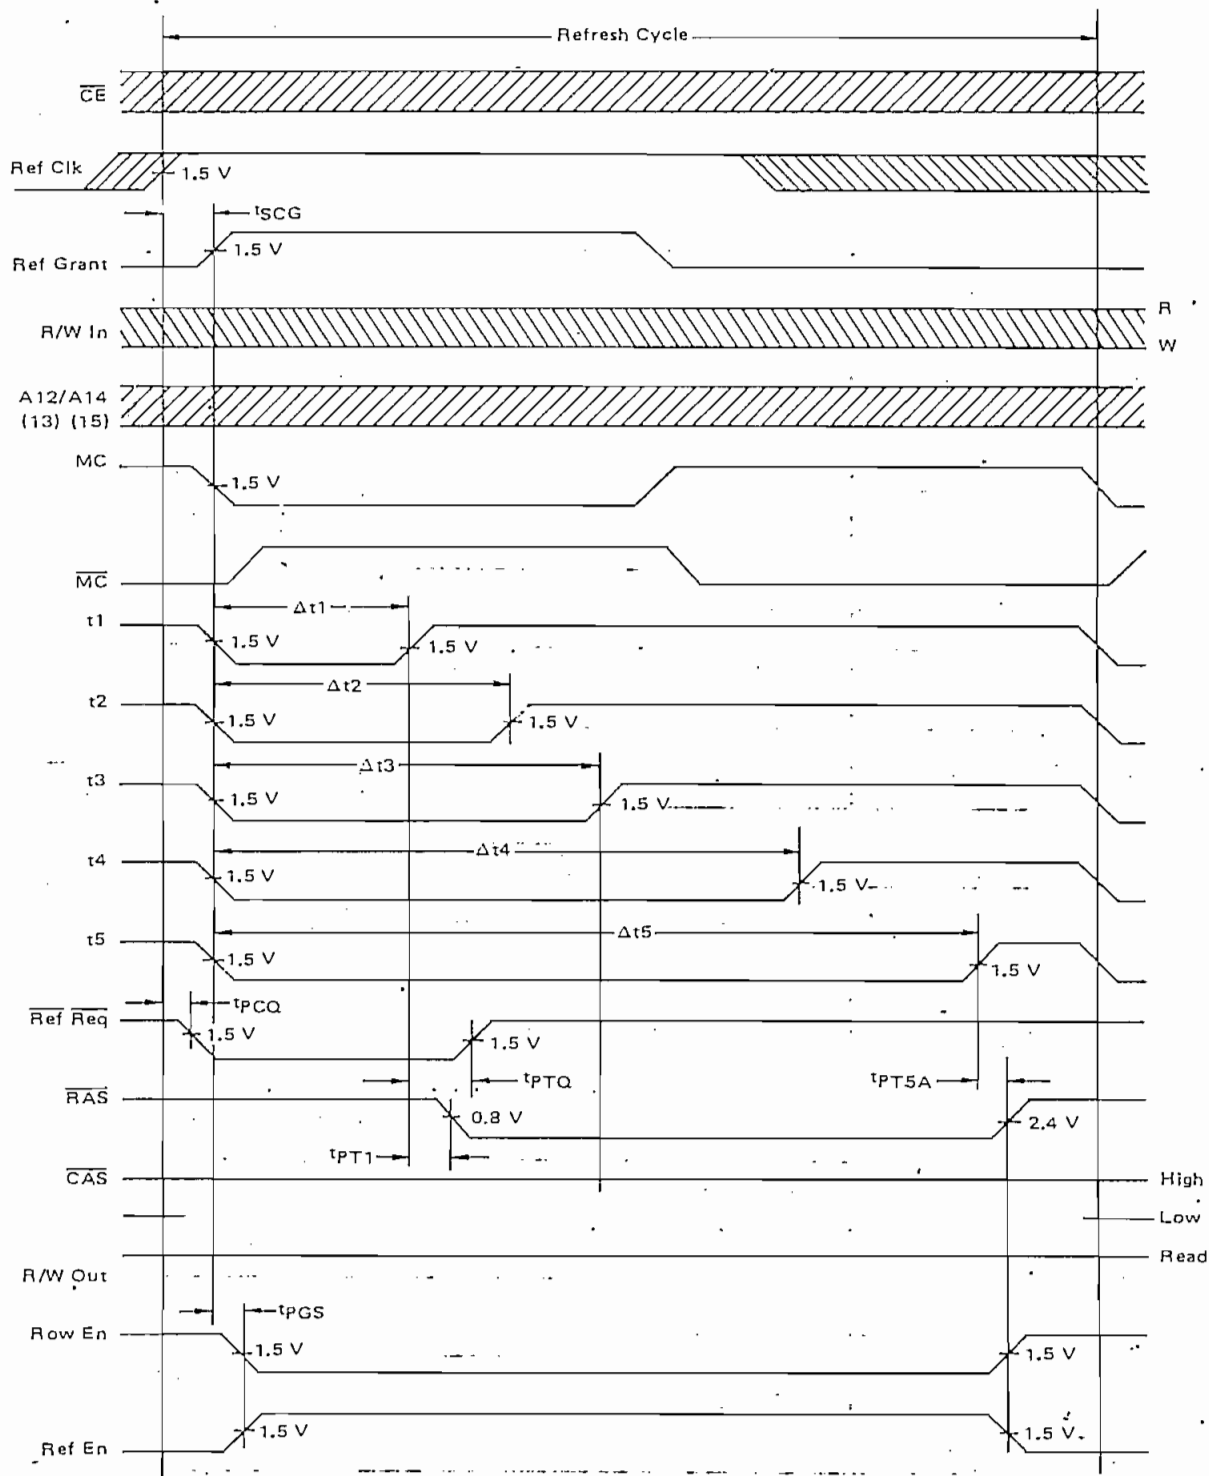 Refresh Cycle
CE
Ref Clk
1.5 V
tSCG
1.5 V
Ref Grant
R
R/W In
W
A12/A14
(13) (15)
MC
1.5 V
MC
Δt1
t1
1.5 V
1.5 V
Δt2
t2
1.5 V
1.5 V
Δt3
t3
1.5 V
1.5 V
Δt4
t4
1.5 V
1.5 V
Δt5
t5
1.5 V
1.5 V
tPCQ
Ref Req
1.5 V
1.5 V
tPTQ
tPT5A
RAS
0.8 V
2.4 V
tPT1
CAS
High
Low
Read
R/W Out
tPGS
Row En
1.5 V
1.5 V
1.5 V
1.5 V
Ref En